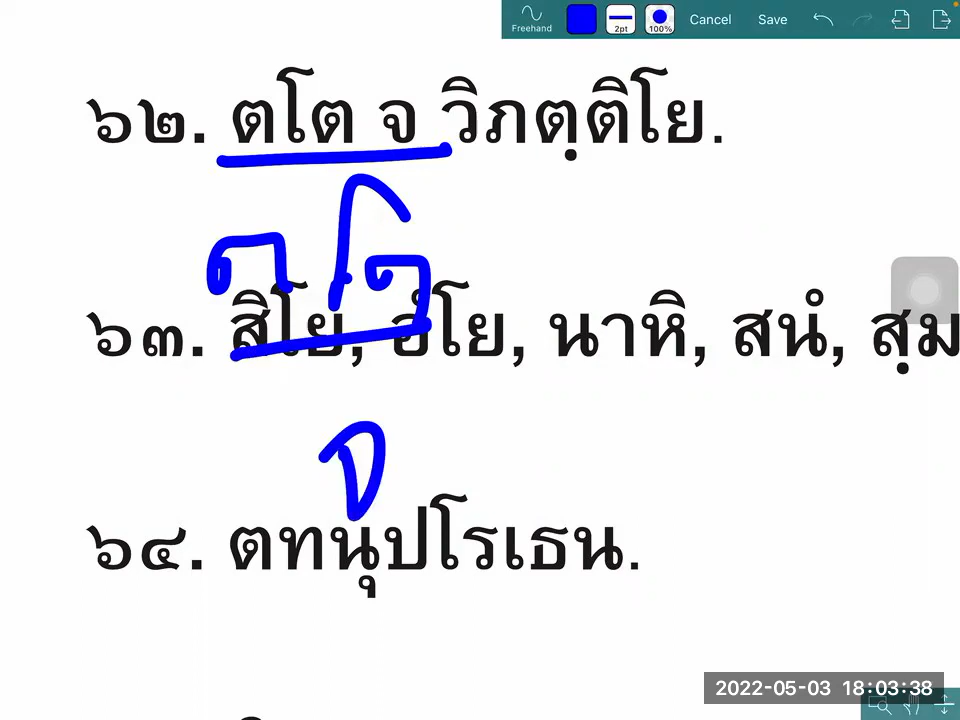 Freehand 2pt 100% Cancel Save
๖๒. ตโต จ วิภตฺติโย.
ตโต
๖๓. สิโย, อํโย, นาหิ, สนํ, สฺม
จ
๖๔. ตทนุปโรเธน.
2022-05-03 18:03:38